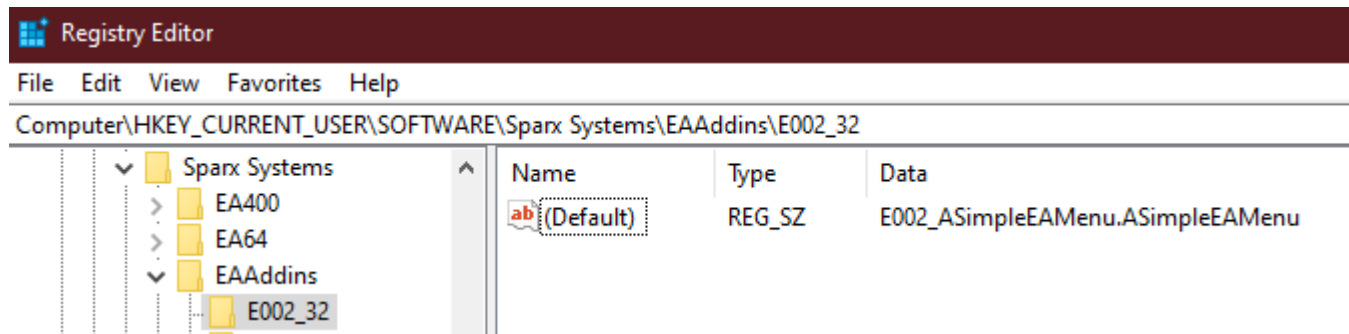 Registry Editor
File Edit View Favorites Help
Computer\HKEY_CURRENT_USER\SOFTWARE\Sparx Systems\EAAddins\E002_32
Sparx Systems
EA400
EA64
EAAddins
E002_32
Name Type Data
ab (Default) REG_SZ E002_ASimpleEAMenu.ASimpleEAMenu